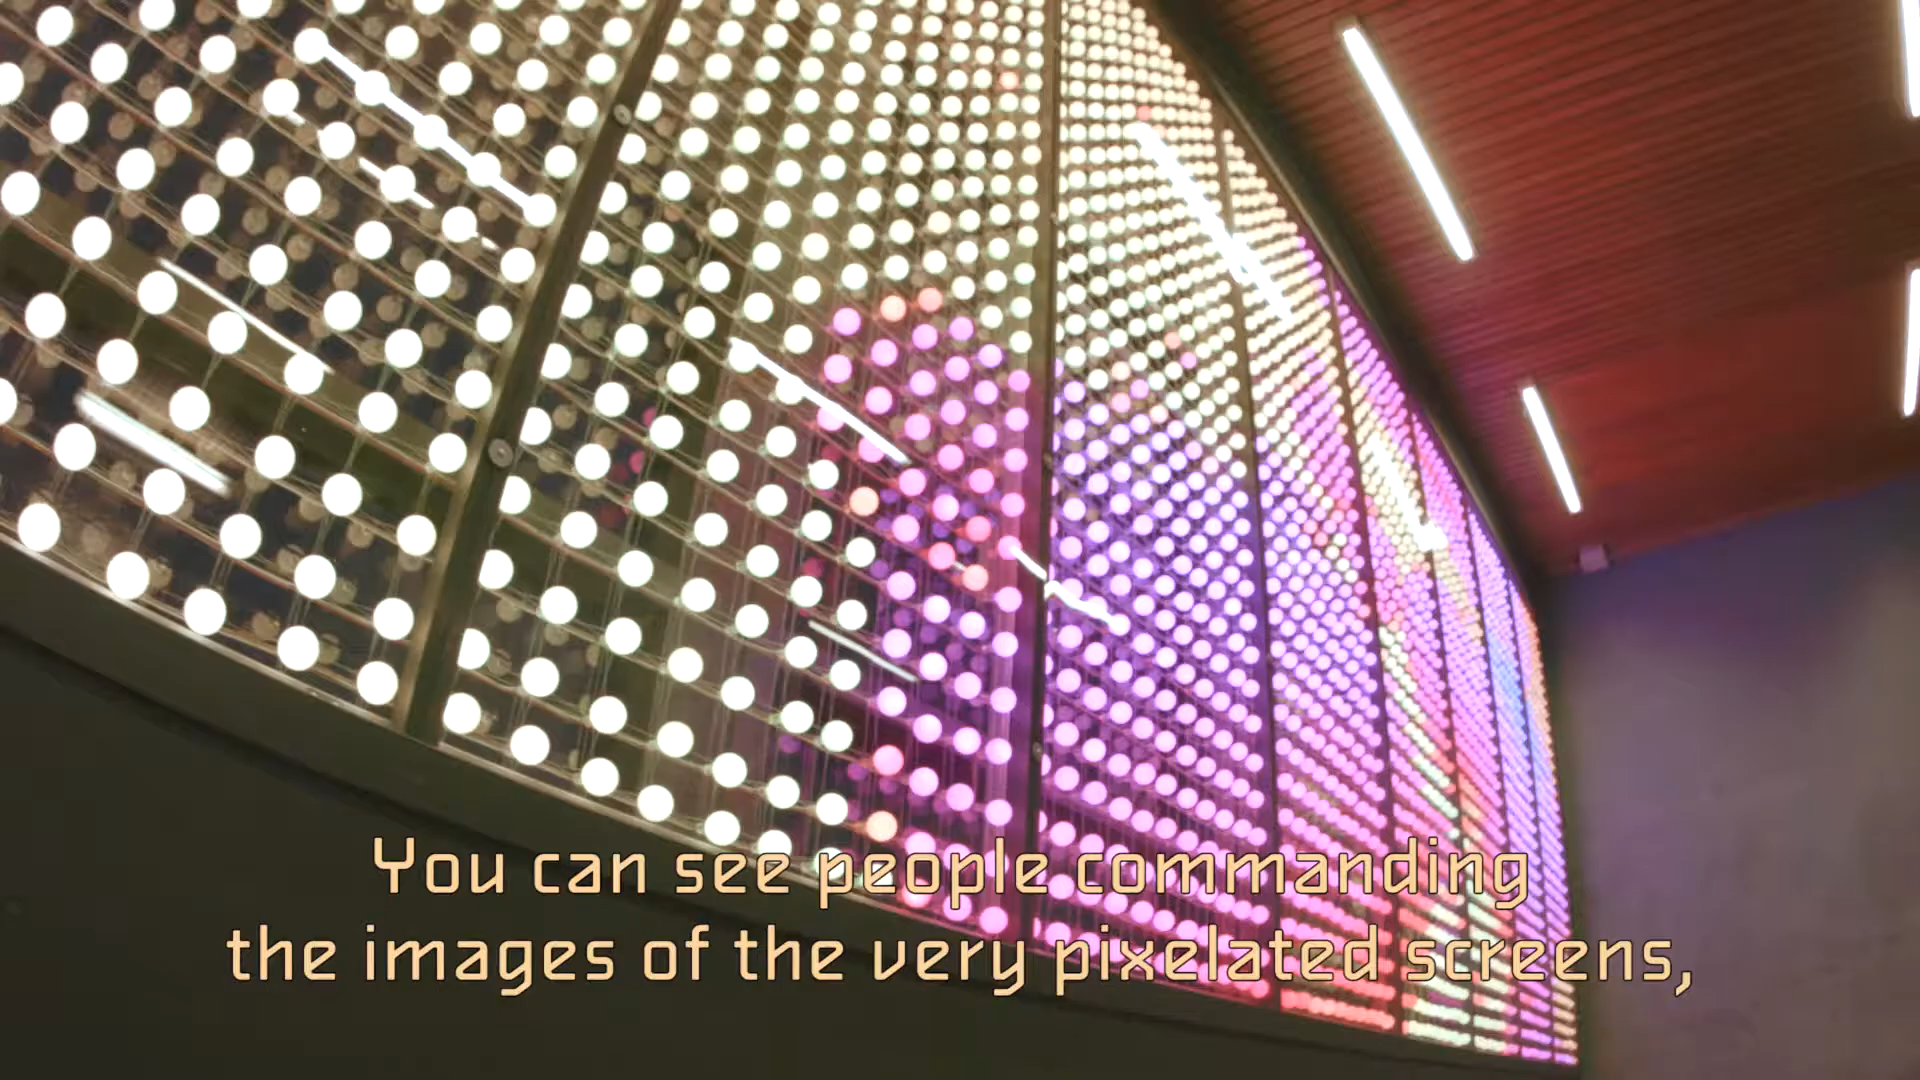 You can see people commanding
the images of the very pixelated screens,